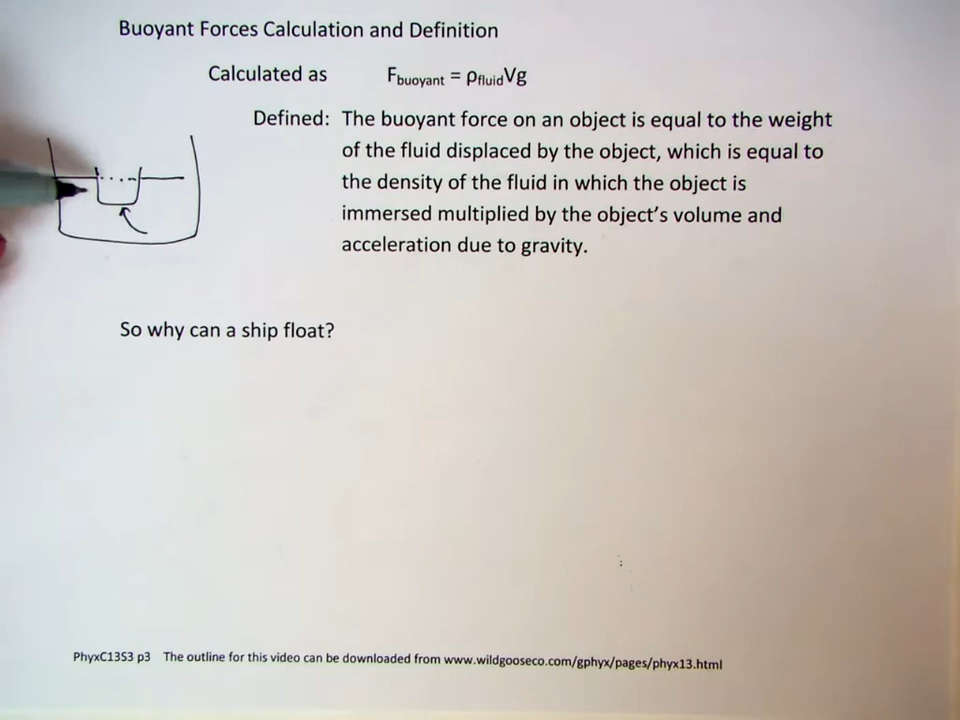 Buoyant Forces Calculation and Definition
Calculated as F_buoyant = ρ_fluid Vg
Defined: The buoyant force on an object is equal to the weight
of the fluid displaced by the object, which is equal to
the density of the fluid in which the object is
immersed multiplied by the object’s volume and
acceleration due to gravity.
So why can a ship float?
PhyxC13S3 p3 The outline for this video can be downloaded from www.wildgooseco.com/gphyx/pages/phyx13.html